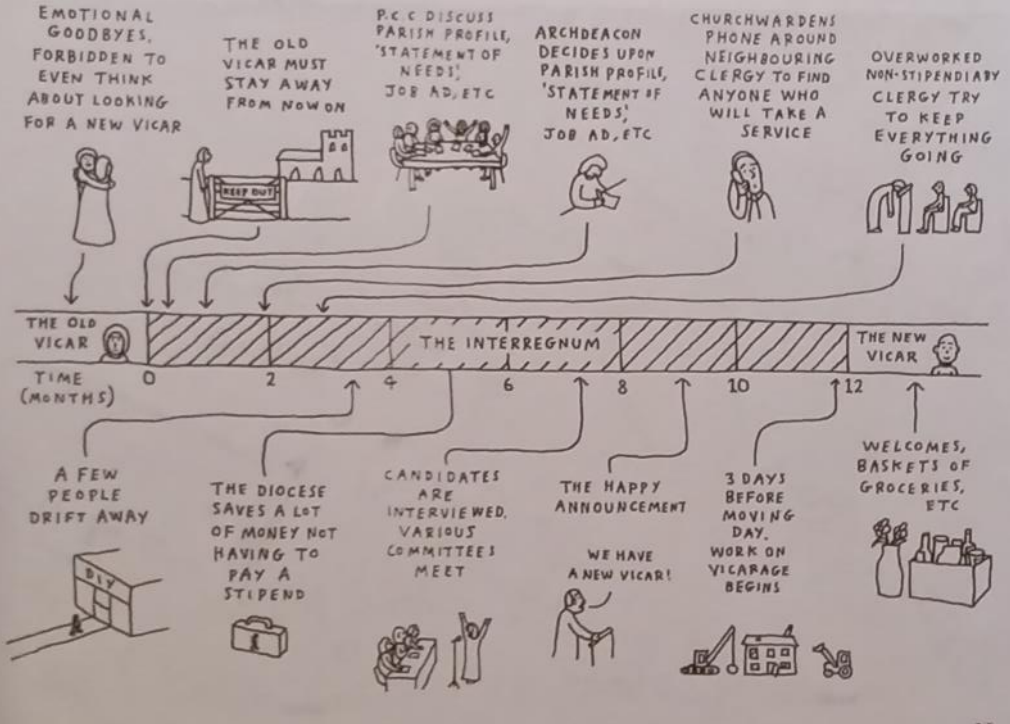 EMOTIONAL
GOODBYES,
FORBIDDEN TO
EVEN THINK
ABOUT LOOKING
FOR A NEW VICAR
THE OLD
VICAR MUST
STAY AWAY
FROM NOW ON
KEEP OUT
P.C.C DISCUSS
PARISH PROFILE,
'STATEMENT OF
NEEDS',
JOB AD, ETC
ARCHDEACON
DECIDES UPON
PARISH PROFILE,
'STATEMENT OF
NEEDS',
JOB AD, ETC
CHURCHWARDENS
PHONE AROUND
NEIGHBOURING
CLERGY TO FIND
ANYONE WHO
WILL TAKE A
SERVICE
OVERWORKED
NON-STIPENDIARY
CLERGY TRY
TO KEEP
EVERYTHING
GOING
THE OLD
VICAR
THE INTERREGNUM
THE NEW
VICAR
TIME
(MONTHS)
0 2 4 6 8 10 12
A FEW
PEOPLE
DRIFT AWAY
DIY
THE DIOCESE
SAVES A LOT
OF MONEY NOT
HAVING TO
PAY A
STIPEND
£
CANDIDATES
ARE
INTERVIEWED.
VARIOUS
COMMITTEES
MEET
THE HAPPY
ANNOUNCEMENT
WE HAVE
A NEW VICAR!
3 DAYS
BEFORE
MOVING
DAY.
WORK ON
VICARAGE
BEGINS
WELCOMES,
BASKETS OF
GROCERIES,
ETC